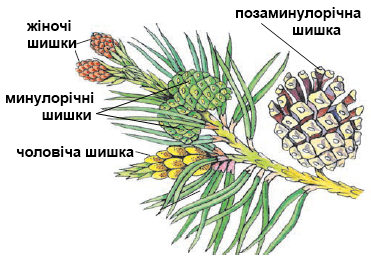 позаминулорічна
шишка
жіночі
шишки
минулорічні
шишки
чоловіча шишка